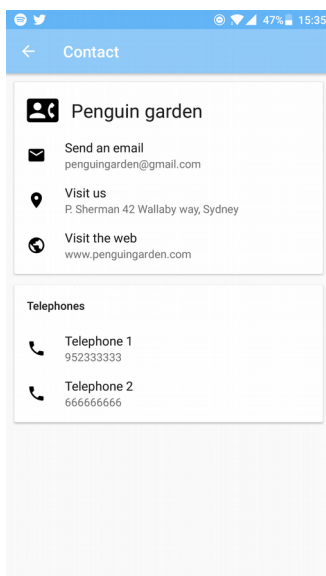 47% 15:35
Contact
Penguin garden
Send an email
penguingarden@gmail.com
Visit us
P. Sherman 42 Wallaby way, Sydney
Visit the web
www.penguingarden.com
Telephones
Telephone 1
952333333
Telephone 2
666666666